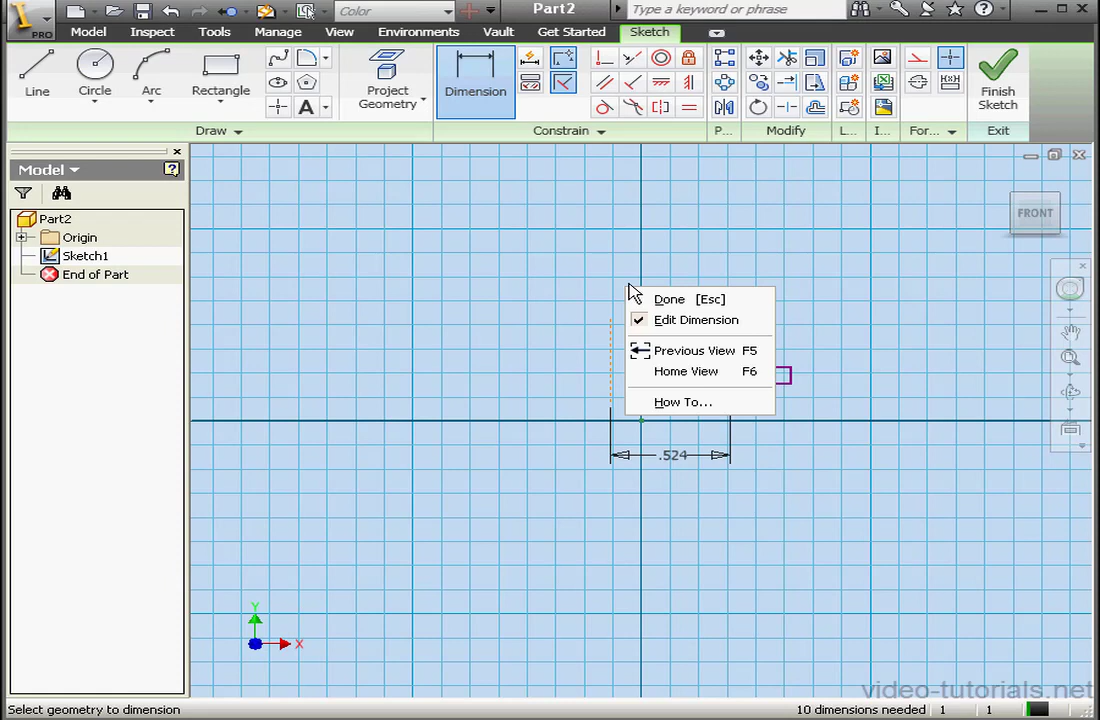 Color
Part2
Type a keyword or phrase
PRO
Model
Inspect
Tools
Manage
View
Environments
Vault
Get Started
Sketch
Line
Circle
Arc
Rectangle
A
Project
Geometry
Dimension
Finish
Sketch
Draw
Constrain
P...
Modify
L...
I...
For...
Exit
Model
Part2
Origin
Sketch1
End of Part
FRONT
Done [Esc]
Edit Dimension
Previous View F5
Home View F6
How To...
.524
Y
X
video-tutorials.net
Select geometry to dimension
10 dimensions needed
1
1